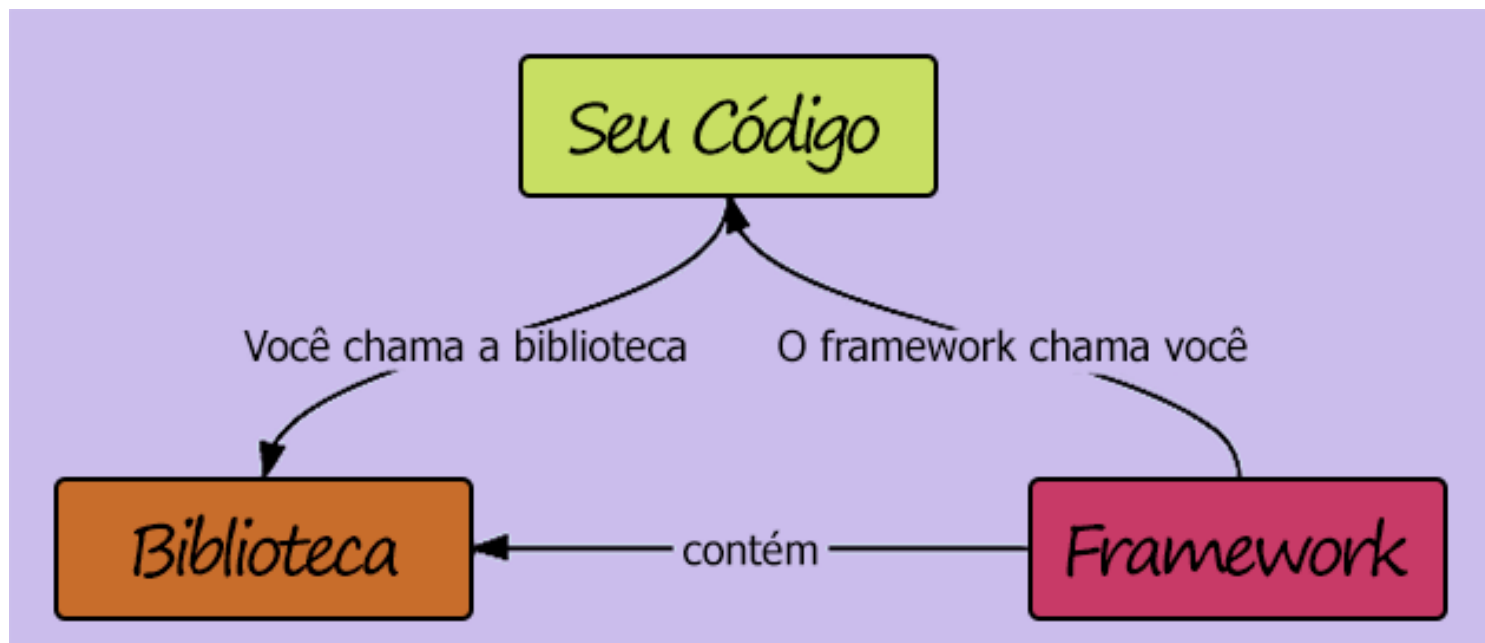 Seu Código
Você chama a biblioteca
O framework chama você
Biblioteca
contém
Framework